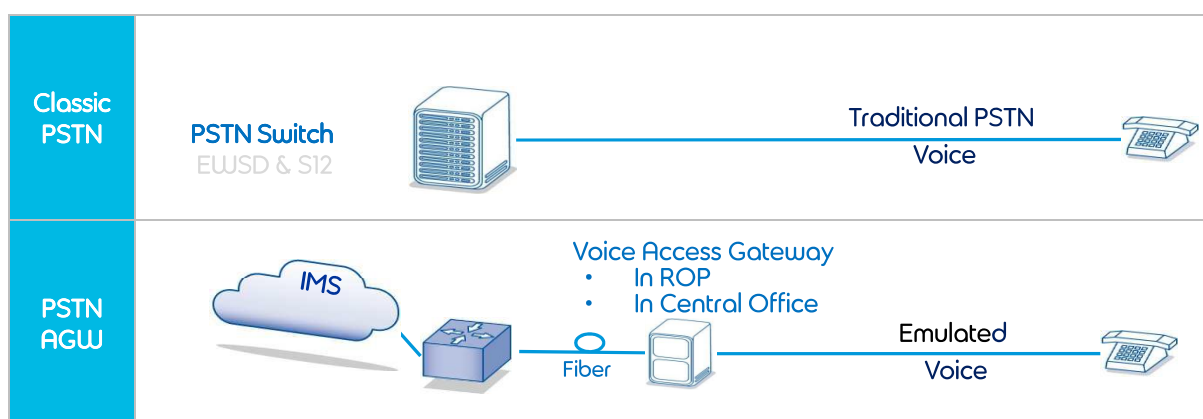 Classic
PSTN
PSTN Switch
EWSD & S12
Traditional PSTN
Voice
PSTN
AGW
IMS
Voice Access Gateway
• In ROP
• In Central Office
Fiber
Emulated
Voice